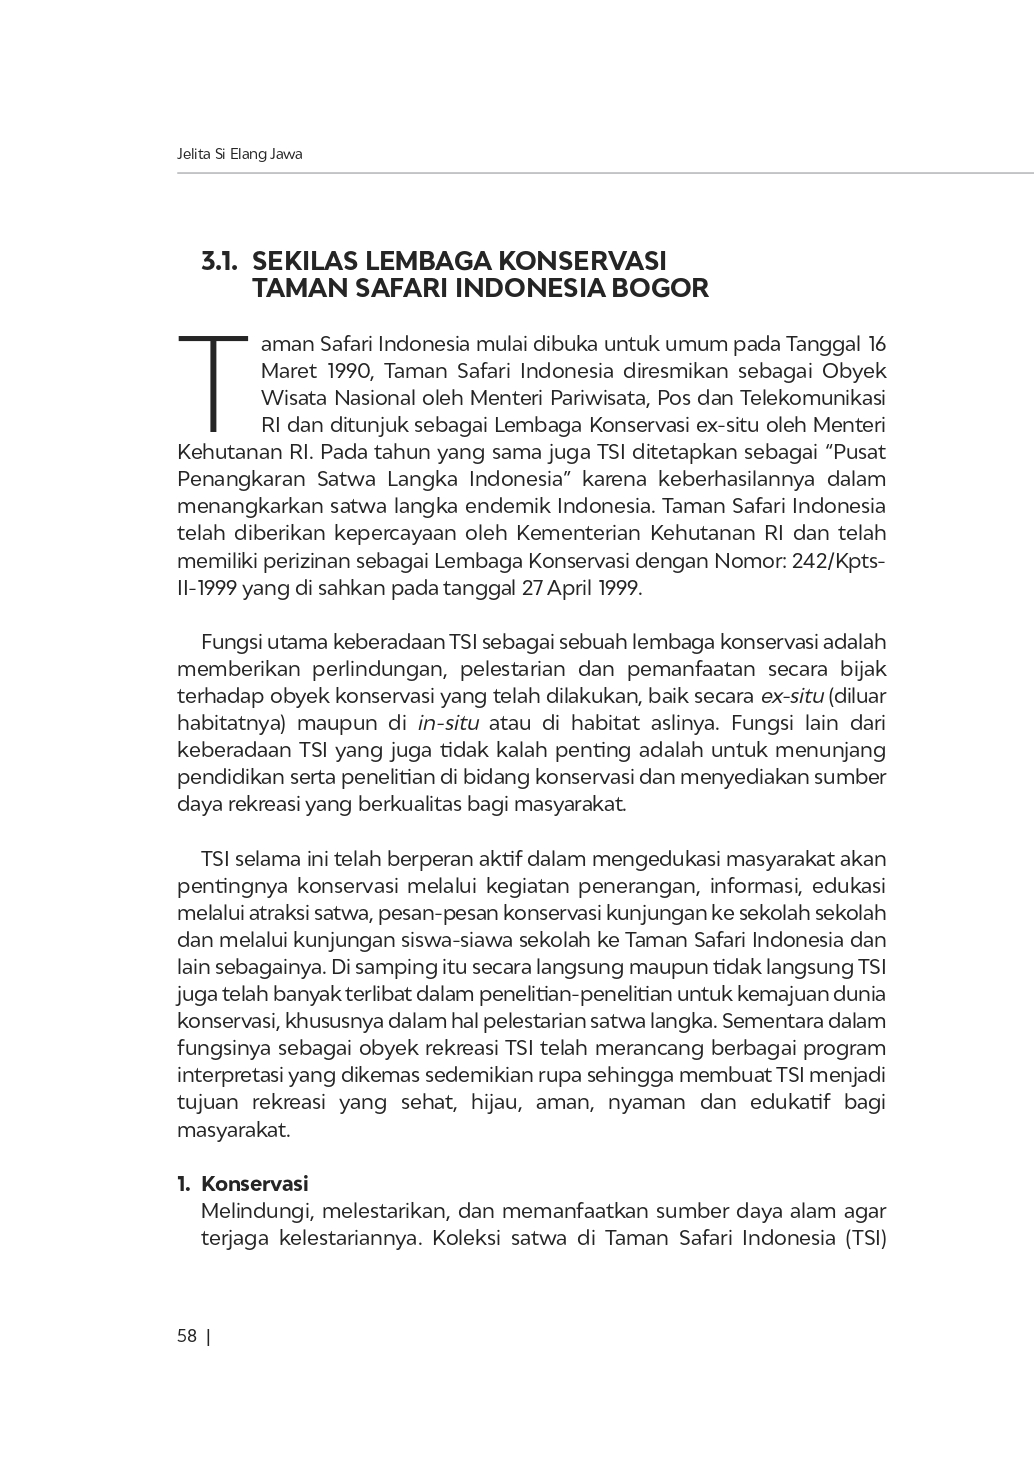 Jelita Si Elang Jawa
3.1. SEKILAS LEMBAGA KONSERVASI
TAMAN SAFARI INDONESIA BOGOR
Taman Safari Indonesia mulai dibuka untuk umum pada Tanggal 16
Maret 1990, Taman Safari Indonesia diresmikan sebagai Obyek
Wisata Nasional oleh Menteri Pariwisata, Pos dan Telekomunikasi
RI dan ditunjuk sebagai Lembaga Konservasi ex-situ oleh Menteri
Kehutanan RI. Pada tahun yang sama juga TSI ditetapkan sebagai “Pusat
Penangkaran Satwa Langka Indonesia” karena keberhasilannya dalam
menangkarkan satwa langka endemik Indonesia. Taman Safari Indonesia
telah diberikan kepercayaan oleh Kementerian Kehutanan RI dan telah
memiliki perizinan sebagai Lembaga Konservasi dengan Nomor: 242/Kpts-
II-1999 yang di sahkan pada tanggal 27 April 1999.
Fungsi utama keberadaan TSI sebagai sebuah lembaga konservasi adalah
memberikan perlindungan, pelestarian dan pemanfaatan secara bijak
terhadap obyek konservasi yang telah dilakukan, baik secara ex-situ (diluar
habitatnya) maupun di in-situ atau di habitat aslinya. Fungsi lain dari
keberadaan TSI yang juga tidak kalah penting adalah untuk menunjang
pendidikan serta penelitian di bidang konservasi dan menyediakan sumber
daya rekreasi yang berkualitas bagi masyarakat.
TSI selama ini telah berperan aktif dalam mengedukasi masyarakat akan
pentingnya konservasi melalui kegiatan penerangan, informasi, edukasi
melalui atraksi satwa, pesan-pesan konservasi kunjungan ke sekolah sekolah
dan melalui kunjungan siswa-siawa sekolah ke Taman Safari Indonesia dan
lain sebagainya. Di samping itu secara langsung maupun tidak langsung TSI
juga telah banyak terlibat dalam penelitian-penelitian untuk kemajuan dunia
konservasi, khususnya dalam hal pelestarian satwa langka. Sementara dalam
fungsinya sebagai obyek rekreasi TSI telah merancang berbagai program
interpretasi yang dikemas sedemikian rupa sehingga membuat TSI menjadi
tujuan rekreasi yang sehat, hijau, aman, nyaman dan edukatif bagi
masyarakat.
1. Konservasi
Melindungi, melestarikan, dan memanfaatkan sumber daya alam agar
terjaga kelestariannya. Koleksi satwa di Taman Safari Indonesia (TSI)
58 |